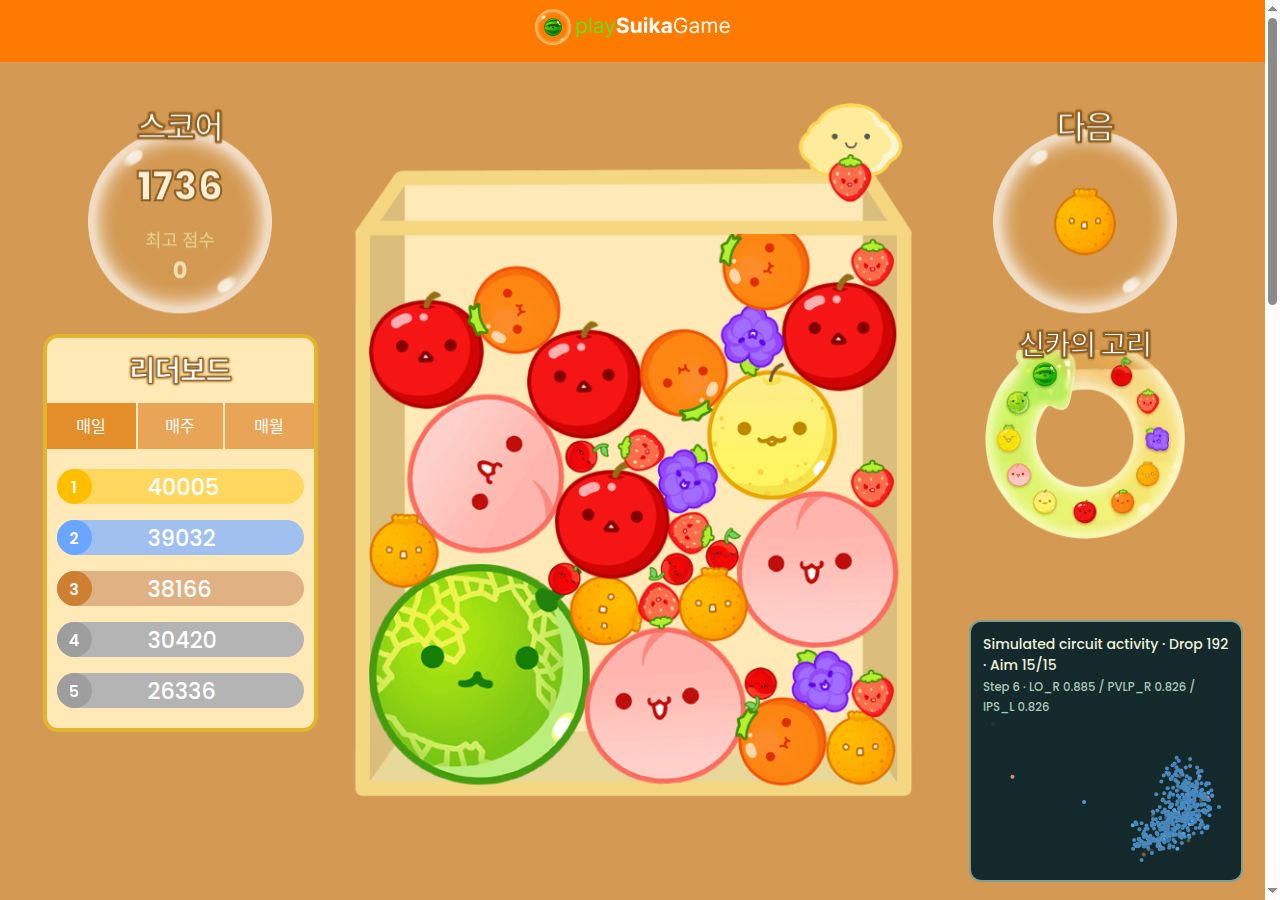 playSuikaGame
스코어
1736
최고 점수
0
리더보드
매일 매주 매월
1 40005
2 39032
3 38166
4 30420
5 26336
다음
신카의 고리
Simulated circuit activity · Drop 192
· Aim 15/15
Step 6 · LO_R 0.885 / PVLP_R 0.826 /
IPS_L 0.826